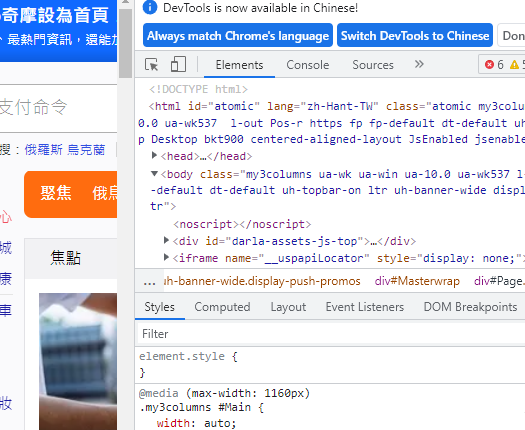 奇摩設為首頁
、最熱門資訊，還能加
支付命令
搜：俄羅斯 烏克蘭
聚焦 俄烏
心
城
焦點
康
車
妝
DevTools is now available in Chinese!
Always match Chrome's language
Switch DevTools to Chinese
Don
Elements
Console
Sources
»
6
5
<!DOCTYPE html>
<html id="atomic" lang="zh-Hant-TW" class="atomic my3colum
0.0 ua-wk537  l-out Pos-r https fp fp-default dt-default uh
p Desktop bkt900 centered-aligned-layout JsEnabled jsenable
<head>…</head>
<body class="my3columns ua-wk ua-win ua-10.0 ua-wk537 l-
-default dt-default uh-topbar-on ltr uh-banner-wide displ
tr">
<noscript></noscript>
<div id="darla-assets-js-top">…</div>
<iframe name="__uspapiLocator" style="display: none;">
... uh-banner-wide.display-push-promos div#Masterwrap div#Page.
Styles
Computed
Layout
Event Listeners
DOM Breakpoints
Filter
element.style {
}
@media (max-width: 1160px)
.my3columns #Main {
width: auto;